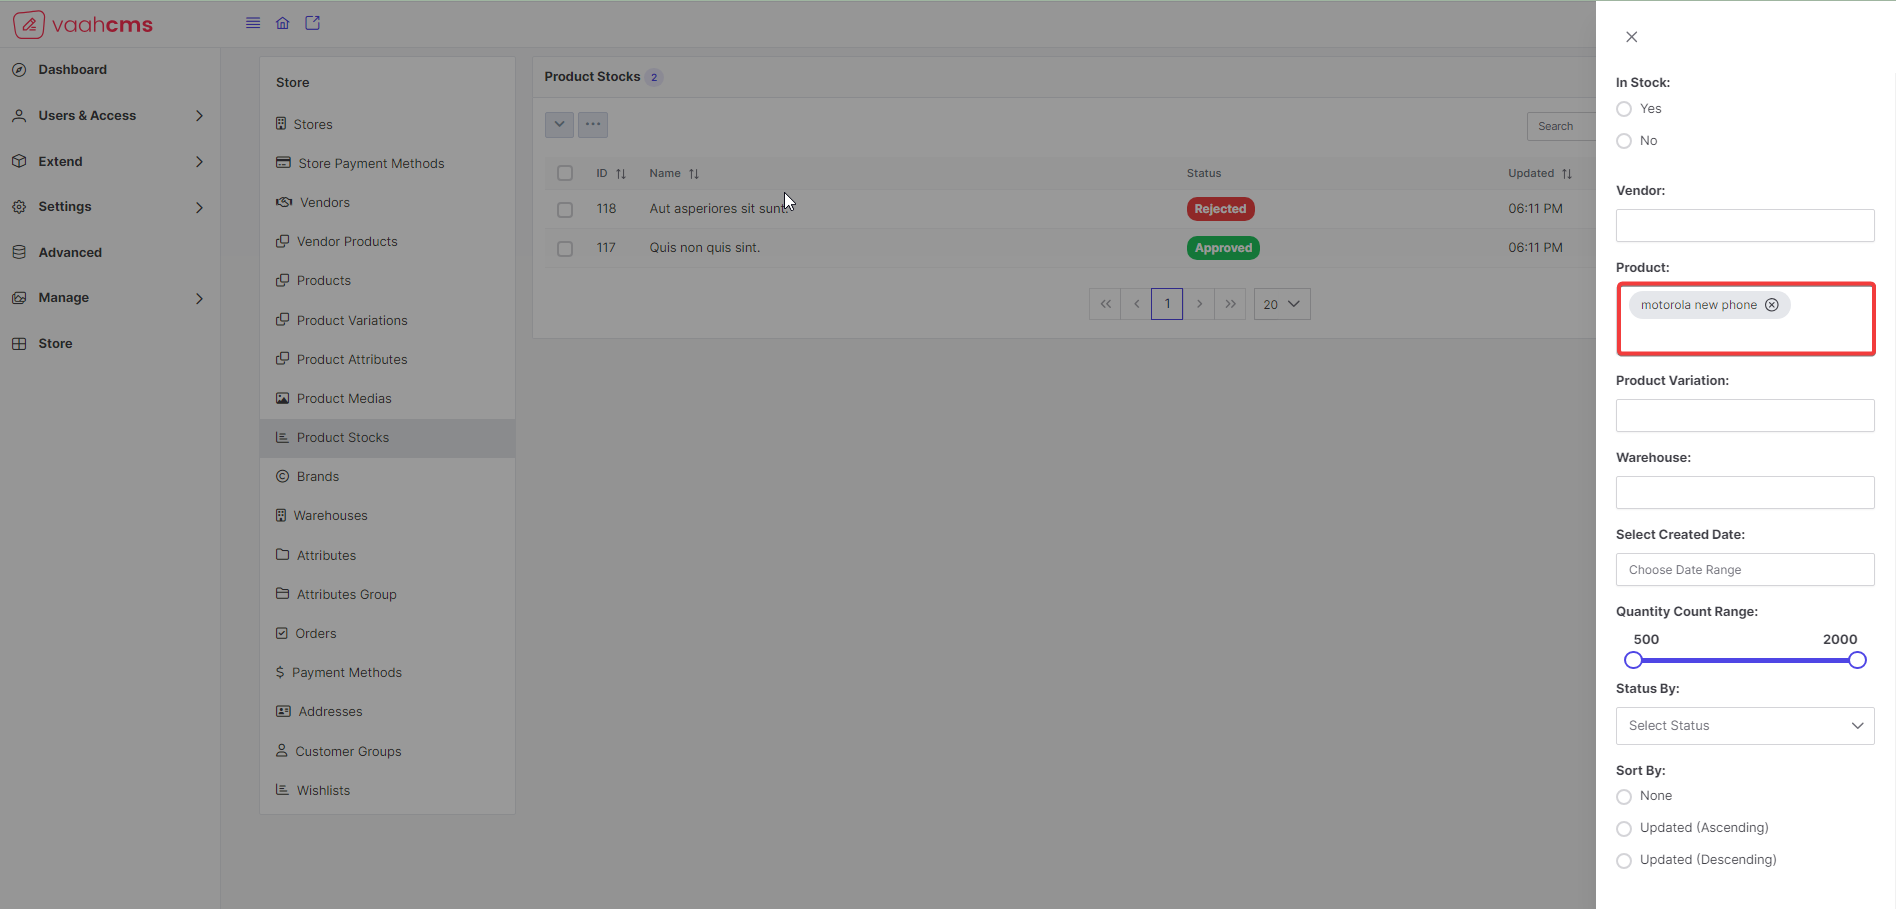 vaahcms
Dashboard
Users & Access
Extend
Settings
Advanced
Manage
Store
Store
Stores
Store Payment Methods
Vendors
Vendor Products
Products
Product Variations
Product Attributes
Product Medias
Product Stocks
Brands
Warehouses
Attributes
Attributes Group
Orders
Payment Methods
Addresses
Customer Groups
Wishlists
Product Stocks 2
Search
ID Name Status Updated
118 Aut asperiores sit sunt. Rejected 06:11 PM
117 Quis non quis sint. Approved 06:11 PM
1 20
In Stock:
Yes
No
Vendor:
Product:
motorola new phone
Product Variation:
Warehouse:
Select Created Date:
Choose Date Range
Quantity Count Range:
500 2000
Status By:
Select Status
Sort By:
None
Updated (Ascending)
Updated (Descending)